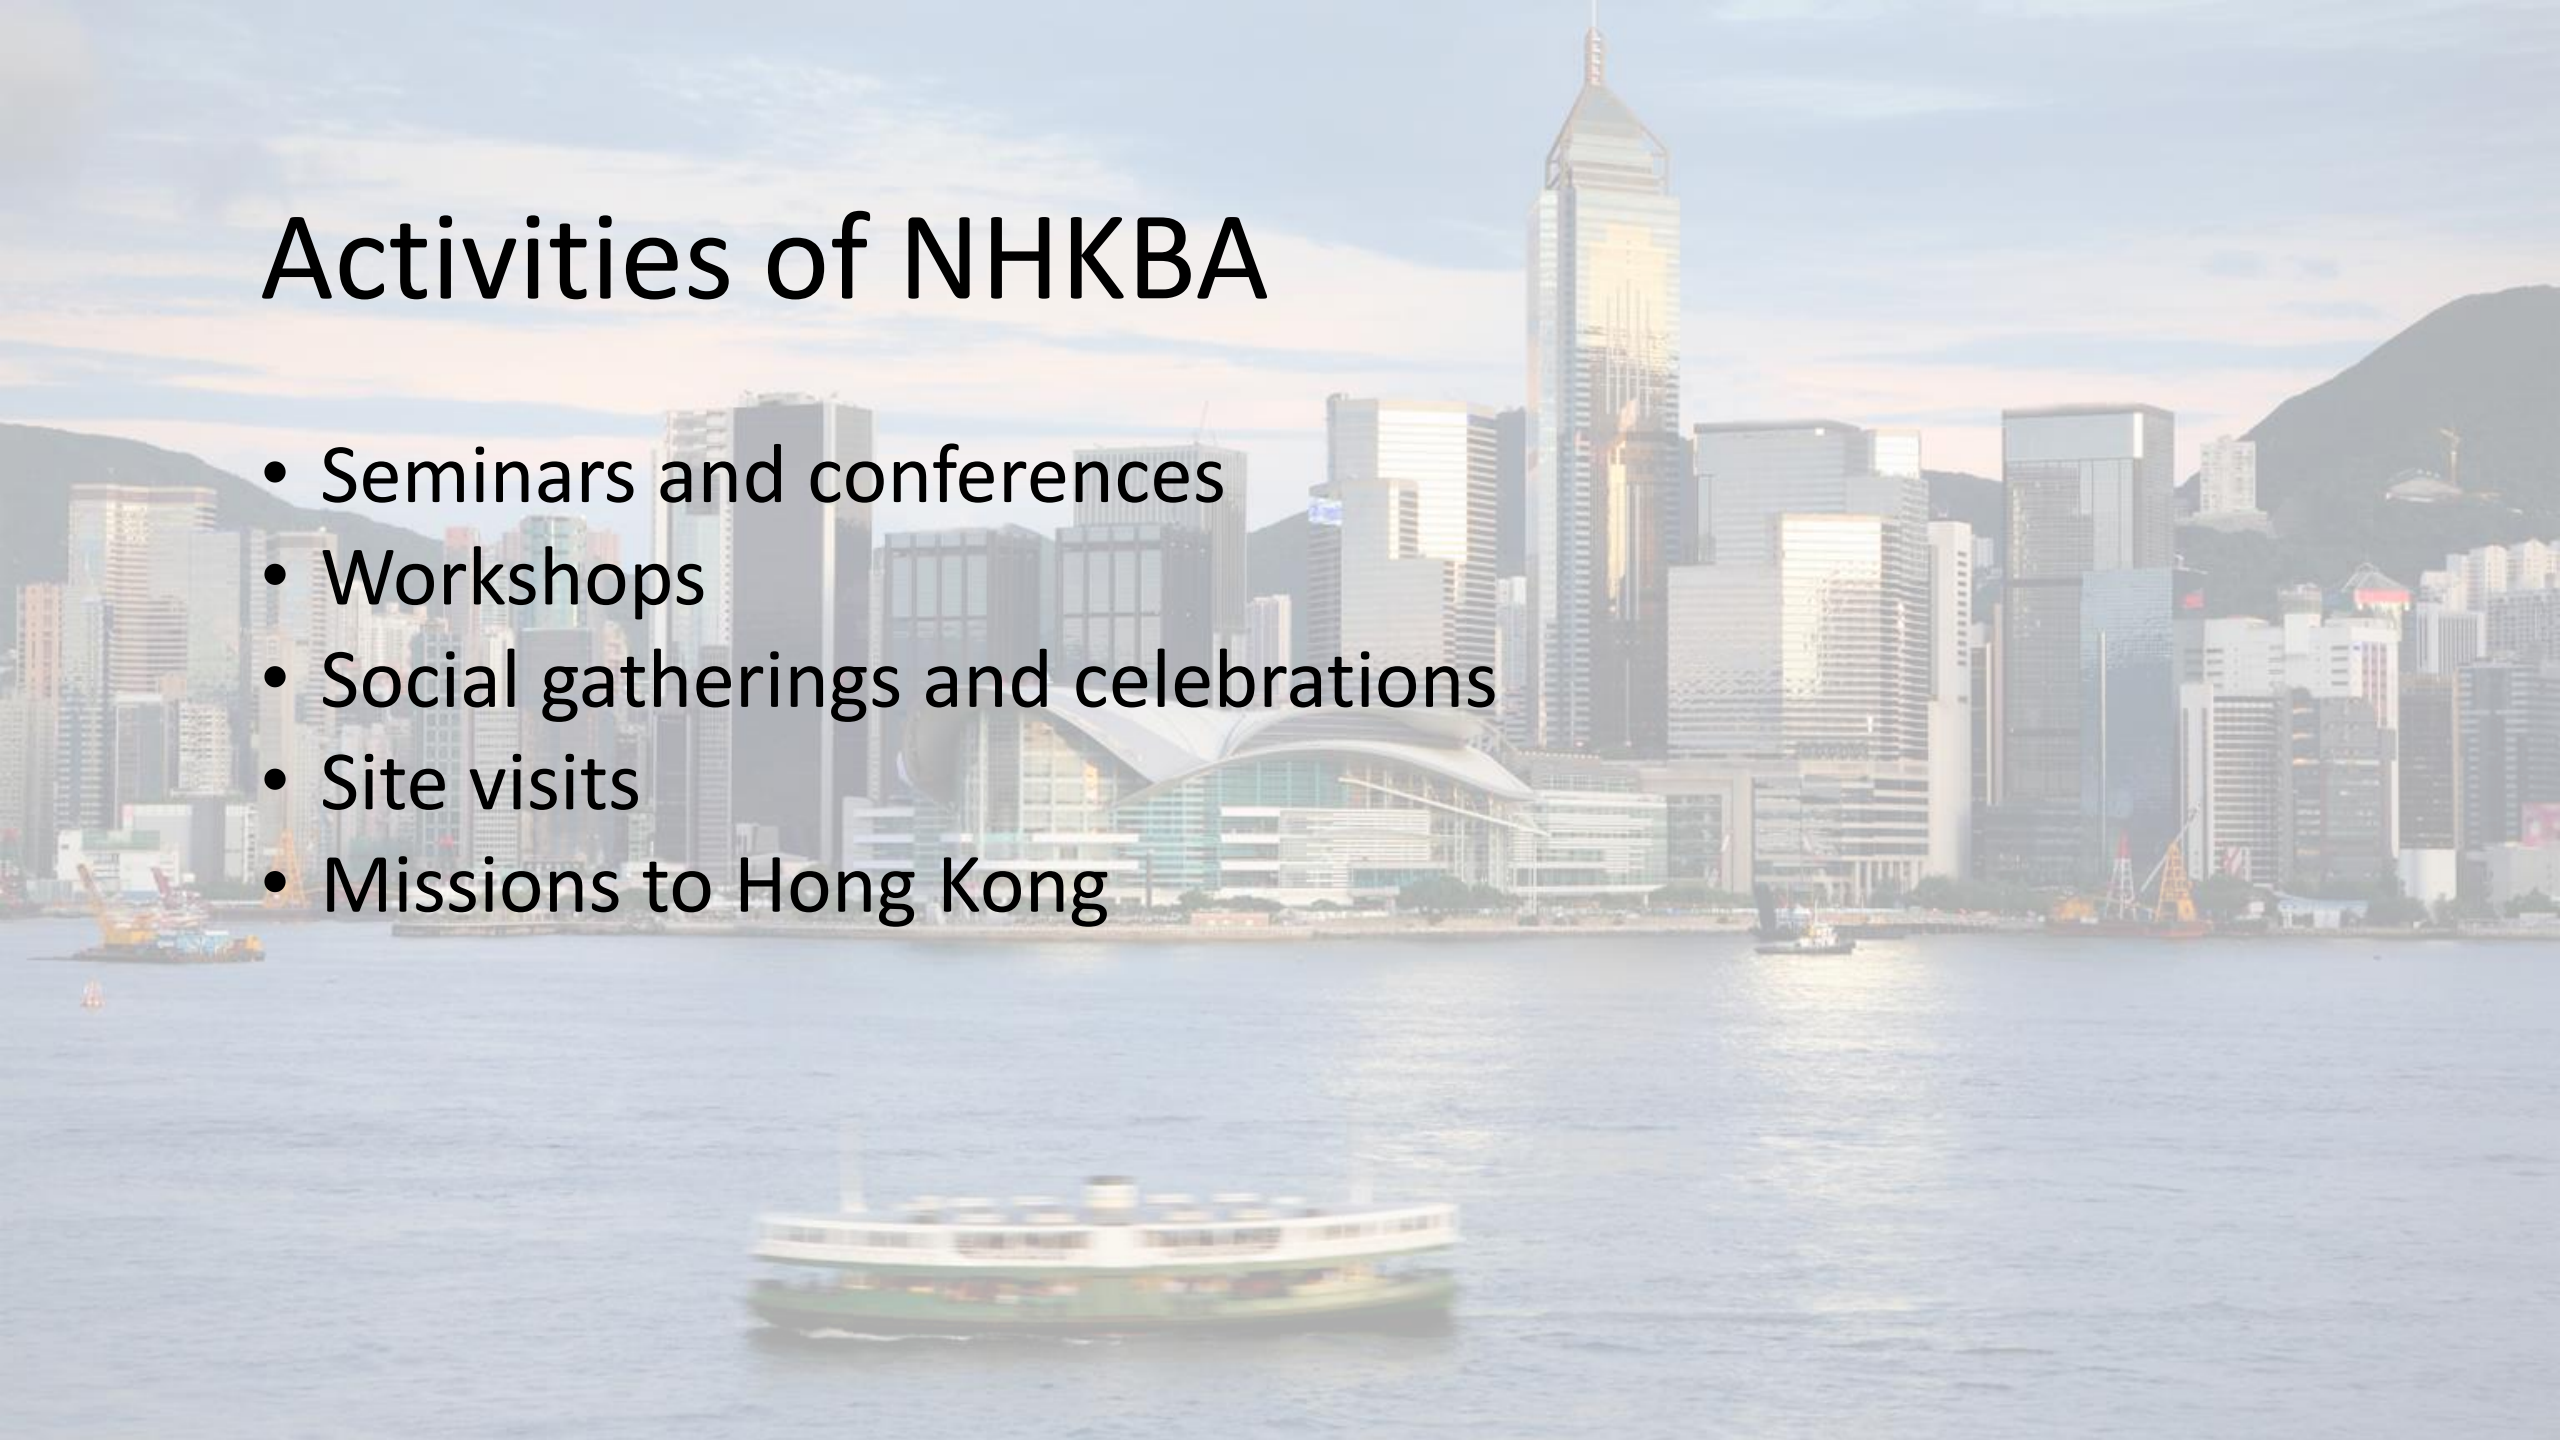 Activities of NHKBA
• Seminars and conferences
• Workshops
• Social gatherings and celebrations
• Site visits
• Missions to Hong Kong